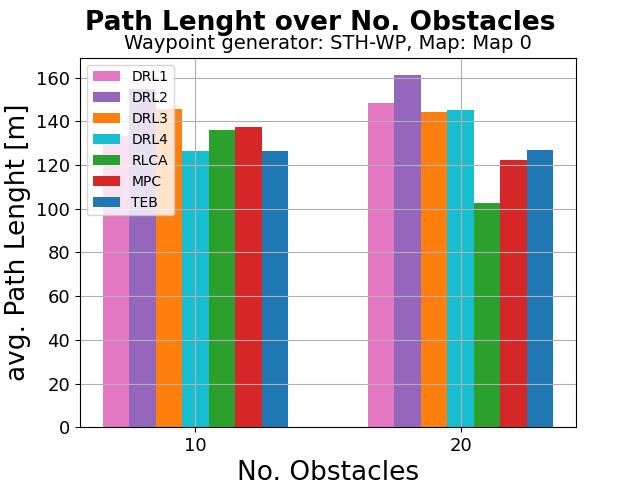 Path Lenght over No. Obstacles
Waypoint generator: STH-WP, Map: Map 0
avg. Path Lenght [m]
160
140
120
100
80
60
40
20
0
DRL1
DRL2
DRL3
DRL4
RLCA
MPC
TEB
10
20
No. Obstacles